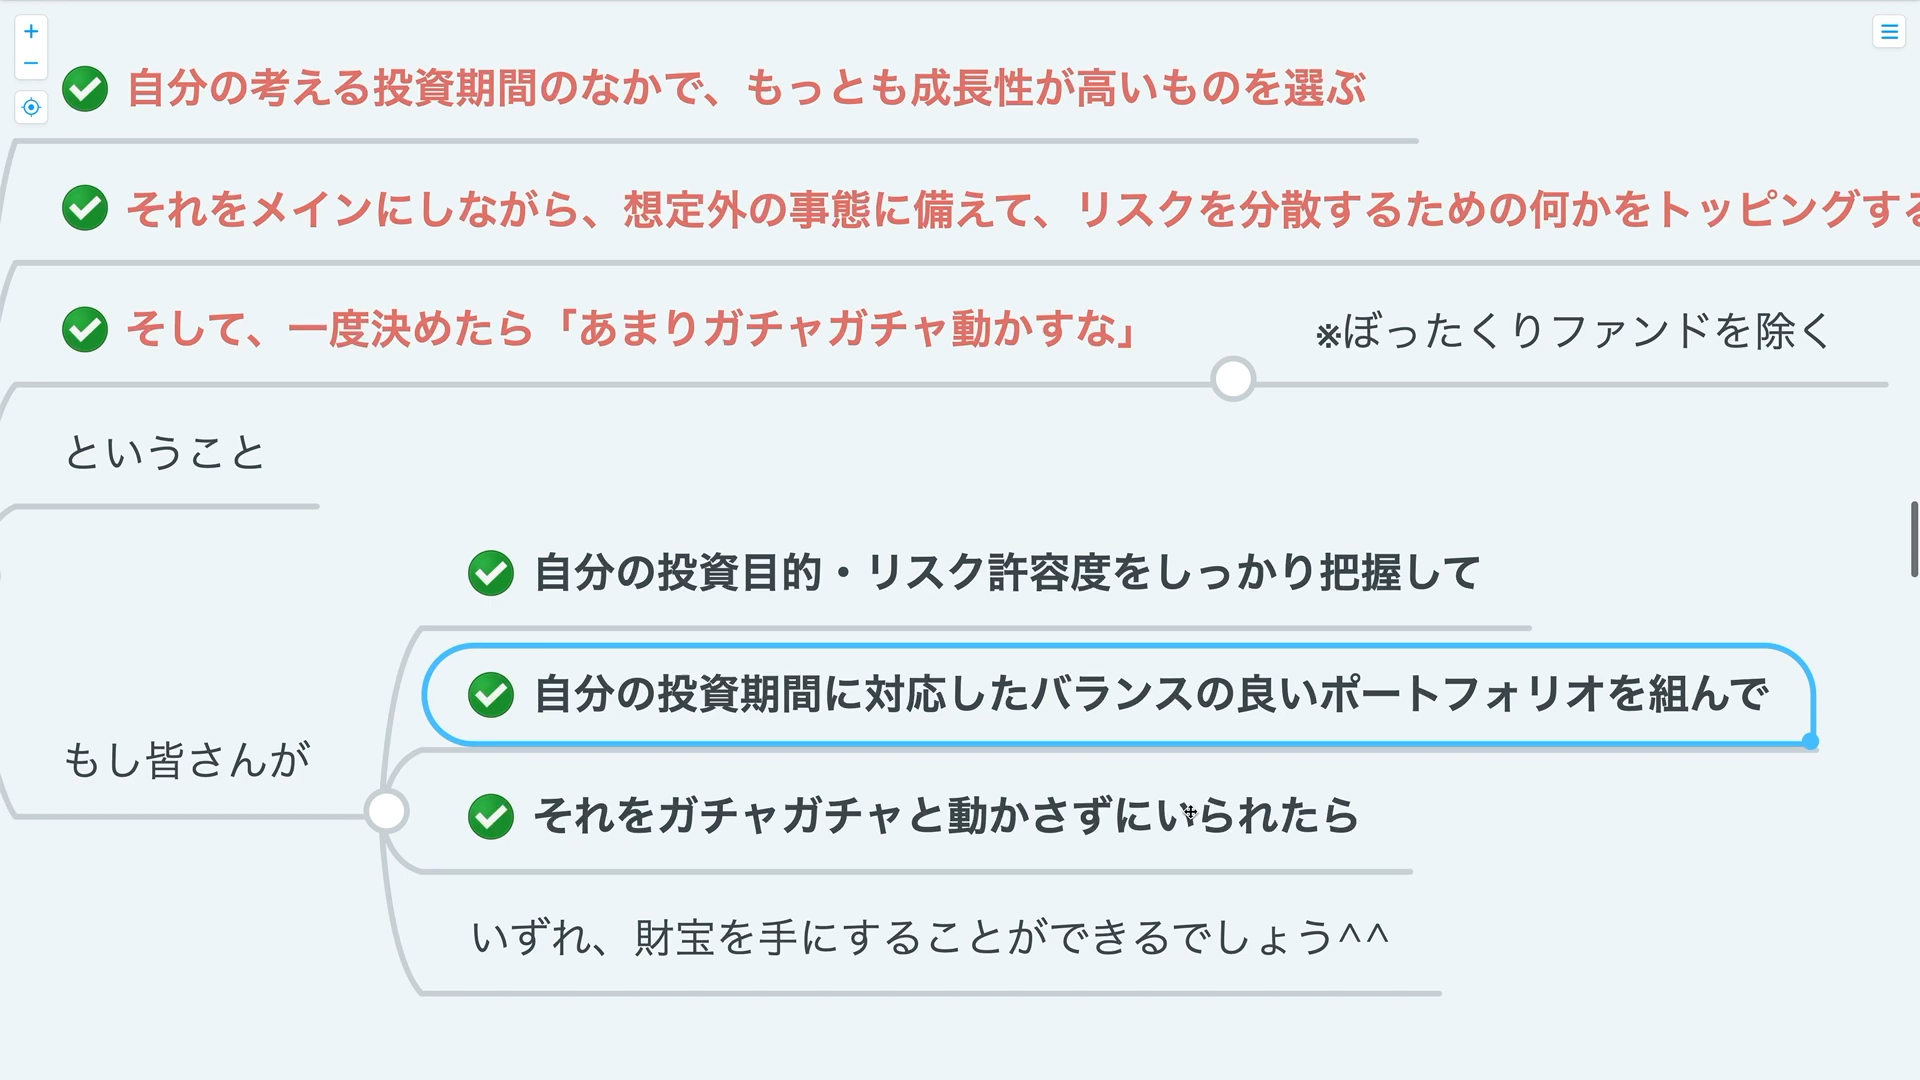 自分の考える投資期間のなかで、もっとも成長性が高いものを選ぶ
それをメインにしながら、想定外の事態に備えて、リスクを分散するための何かをトッピングする
そして、一度決めたら「あまりガチャガチャ動かすな」
※ぼったくりファンドを除く
ということ
自分の投資目的・リスク許容度をしっかり把握して
自分の投資期間に対応したバランスの良いポートフォリオを組んで
もし皆さんが
それをガチャガチャと動かさずにいられたら
いずれ、財宝を手にすることができるでしょう^^